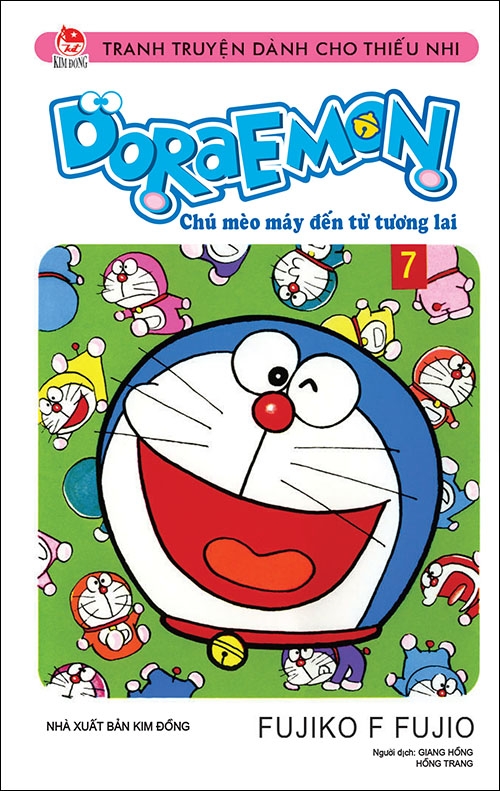 KIM ĐỒNG
TRANH TRUYỆN DÀNH CHO THIẾU NHI
DORAEMON
Chú mèo máy đến từ tương lai
7
NHÀ XUẤT BẢN KIM ĐỒNG
FUJIKO F FUJIO
Người dịch: GIANG HỒNG
HỒNG TRANG